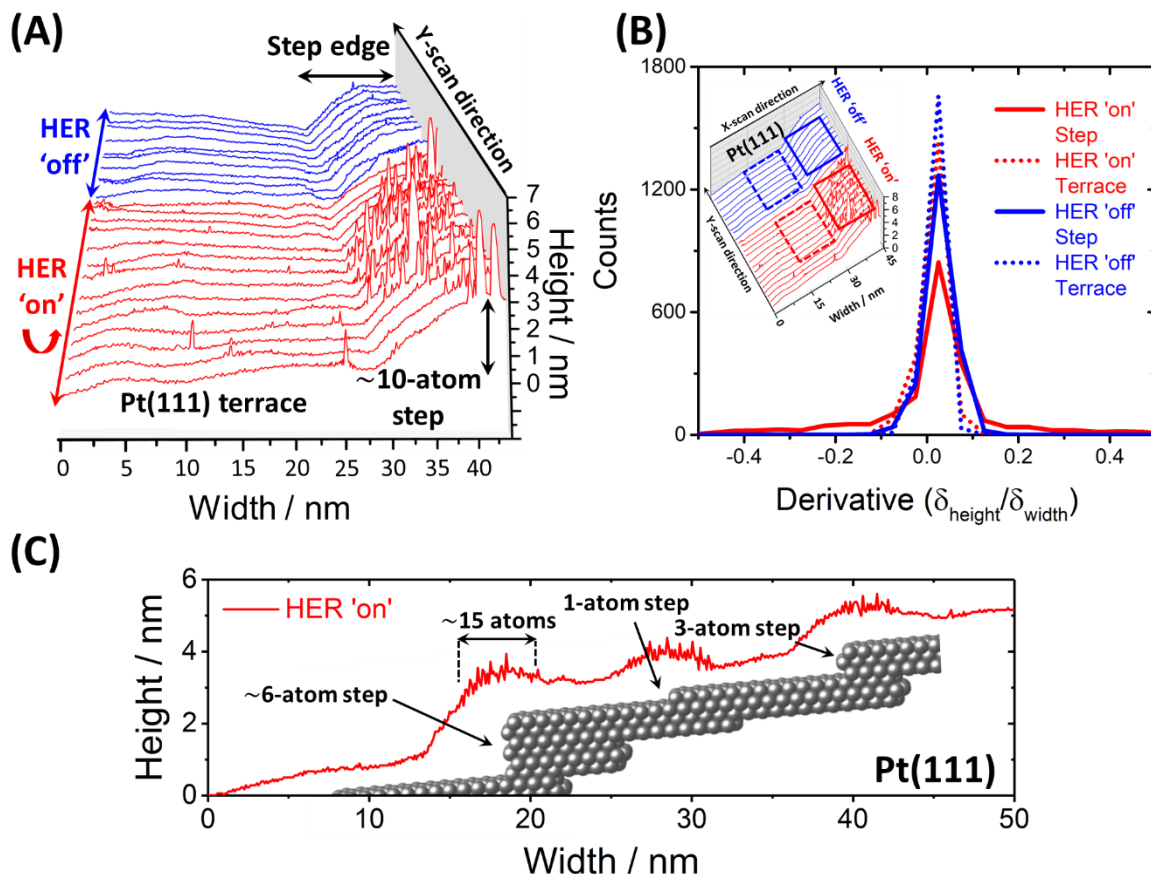 (A)
Step edge
Y-scan direction
HER
'off'
HER
'on'
Pt(111) terrace
~10-atom
step
7
6
5
4
3
2
1
0
Height / nm
0 5 10 15 20 25 30 35 40
Width / nm
(B)
1800
1200
600
0
Counts
-0.4 -0.2 0.0 0.2 0.4
Derivative (δheight/δwidth)
HER 'on'
Step
HER 'on'
Terrace
HER 'off'
Step
HER 'off'
Terrace
X-scan direction
Pt(111)
HER 'off'
HER 'on'
Y-scan direction
8
6
4
2
0
0 15 30 45
Width / nm
(C)
6
4
2
0
Height / nm
HER 'on'
~15 atoms
1-atom step
3-atom step
~6-atom step
Pt(111)
0 10 20 30 40 50
Width / nm